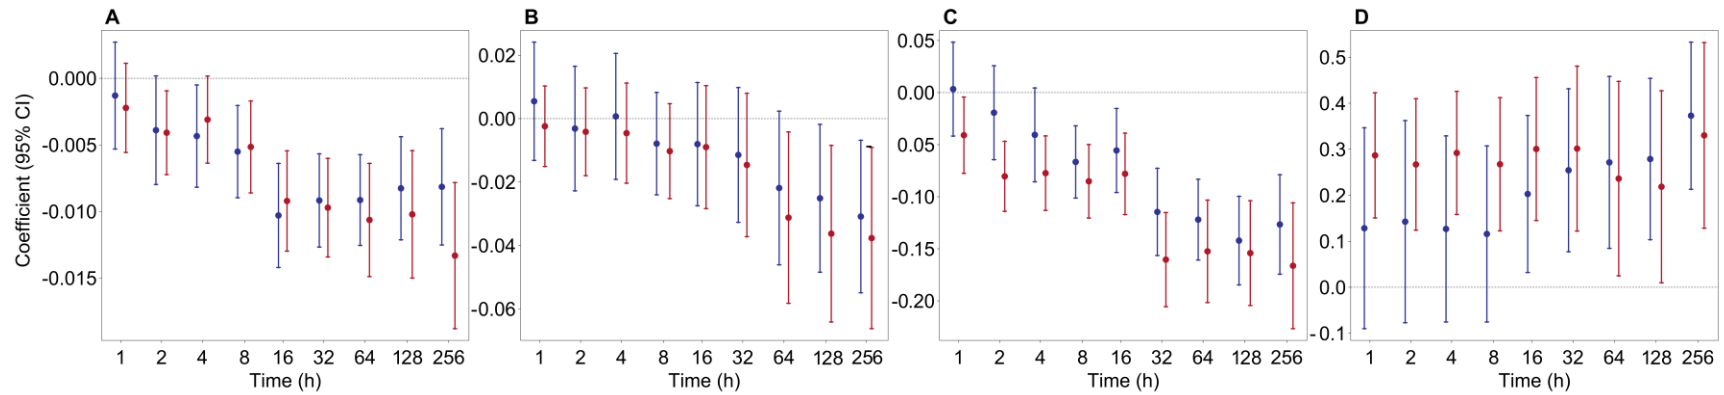 A B C D
Coefficient (95% CI)
0.000
-0.005
-0.010
-0.015
1 2 4 8 16 32 64 128 256
Time (h)
0.02
0.00
-0.02
-0.04
-0.06
1 2 4 8 16 32 64 128 256
Time (h)
0.05
0.00
0.05
-0.10
-0.15
-0.20
1 2 4 8 16 32 64 128 256
Time (h)
0.5
0.4
0.3
0.2
0.1
0.0
-0.1
1 2 4 8 16 32 64 128 256
Time (h)